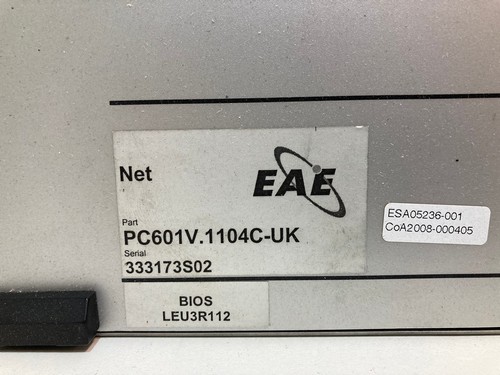 Net
EAE
Part
PC601V.1104C-UK
Serial
333173S02
BIOS
LEU3R112
ESA05236-001
CoA2008-000405